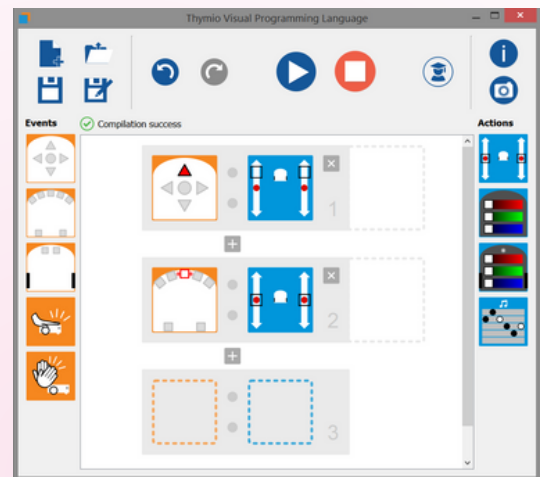 Thymio Visual Programming Language
Events
Compilation success
Actions
1
2
3